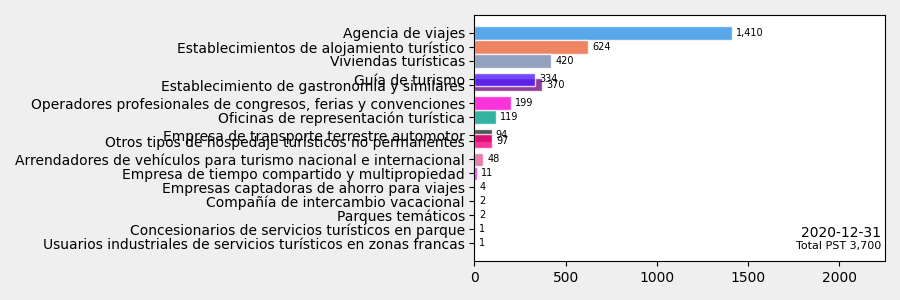 Agencia de viajes 1,410
Establecimientos de alojamiento turístico 624
Viviendas turísticas 420
Guía de turismo 334
Establecimiento de gastronomía y similares 370
Operadores profesionales de congresos, ferias y convenciones 199
Oficinas de representación turística 119
Empresa de transporte terrestre automotor 94
Otros tipos de hospedaje turísticos no permanentes 97
Arrendadores de vehículos para turismo nacional e internacional 48
Empresa de tiempo compartido y multipropiedad 11
Empresas captadoras de ahorro para viajes 4
Compañía de intercambio vacacional 2
Parques temáticos 2
Concesionarios de servicios turísticos en parque 1
Usuarios industriales de servicios turísticos en zonas francas 1
2020-12-31
Total PST 3,700
0 500 1000 1500 2000